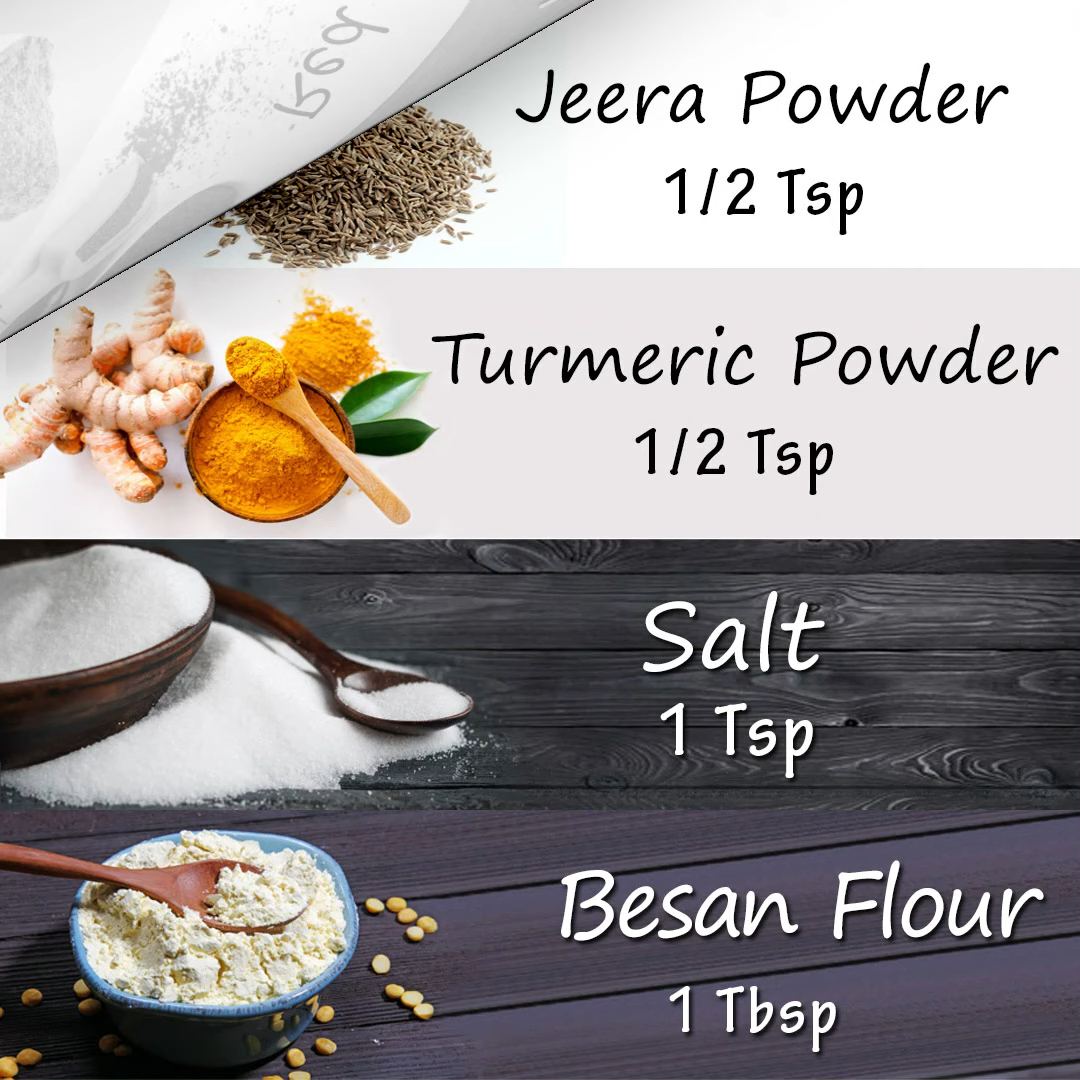 Jeera Powder
1/2 Tsp
Turmeric Powder
1/2 Tsp
Salt
1 Tsp
Besan Flour
1 Tbsp